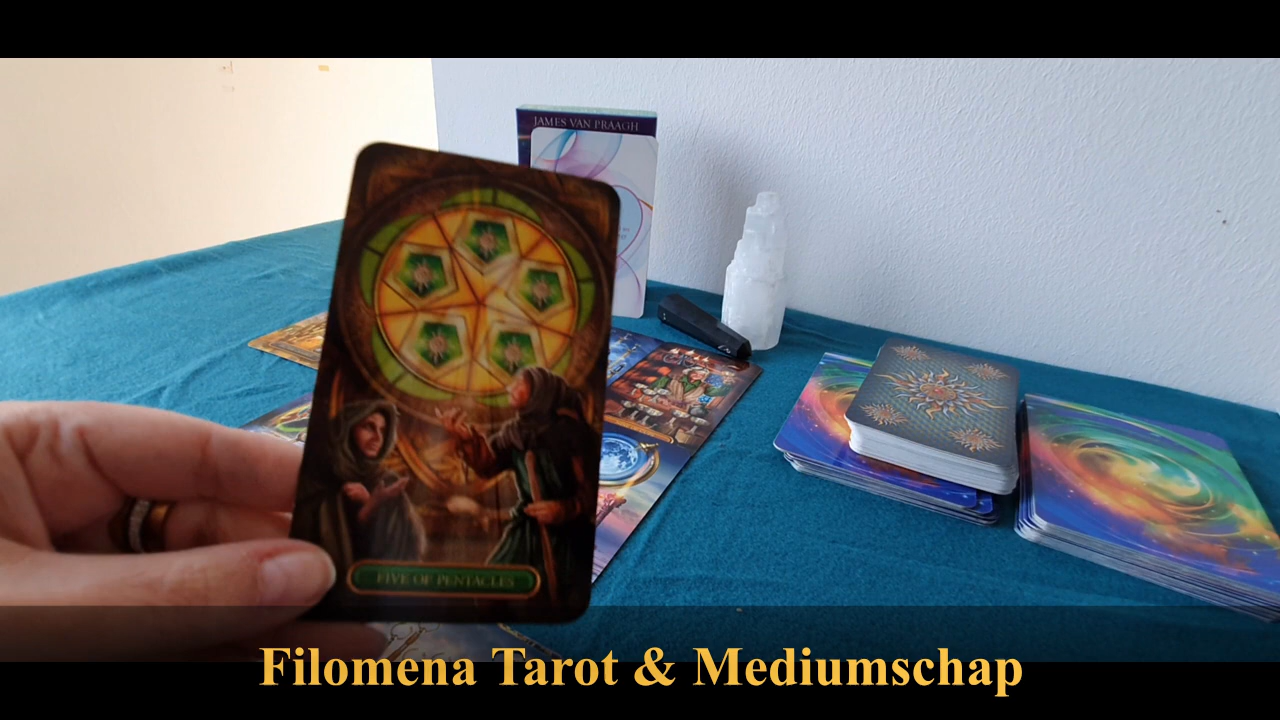 JAMES VAN PRAAGH
FIVE OF PENTACLES
Filomena Tarot & Mediumschap